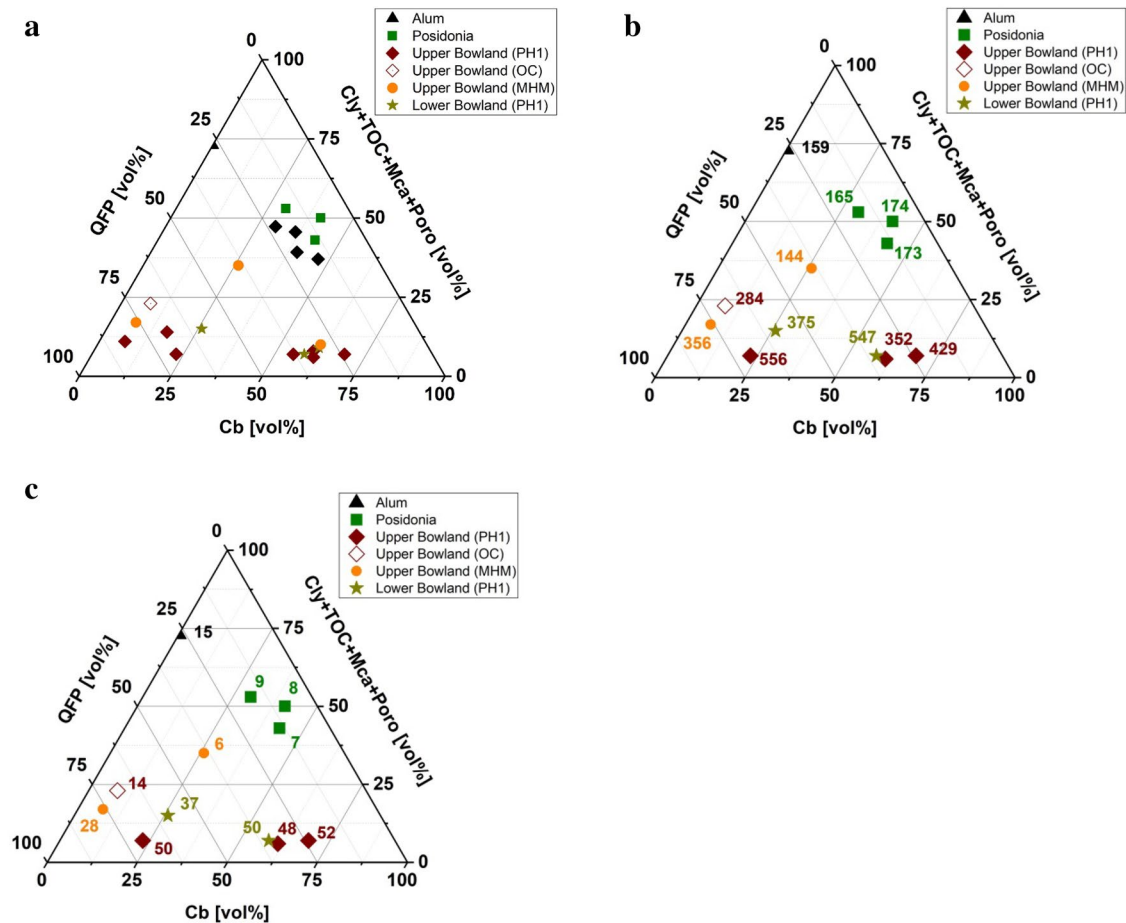 a
Alum
Posidonia
Upper Bowland (PH1)
Upper Bowland (OC)
Upper Bowland (MHM)
Lower Bowland (PH1)
0
100
25
75
50
50
75
25
100
0
0
25
50
75
100
QFP [vol%]
Cly+TOC+Mca+Poro [vol%]
Cb [vol%]
b
Alum
Posidonia
Upper Bowland (PH1)
Upper Bowland (OC)
Upper Bowland (MHM)
Lower Bowland (PH1)
0
100
25
75
50
50
75
25
100
0
0
25
50
75
100
QFP [vol%]
Cly+TOC+Mca+Poro [vol%]
Cb [vol%]
159
165
174
173
144
284
375
547
352
429
356
556
c
Alum
Posidonia
Upper Bowland (PH1)
Upper Bowland (OC)
Upper Bowland (MHM)
Lower Bowland (PH1)
0
100
25
75
50
50
75
25
100
0
0
25
50
75
100
QFP [vol%]
Cly+TOC+Mca+Poro [vol%]
Cb [vol%]
15
9
8
7
6
14
37
28
50
50
48
52